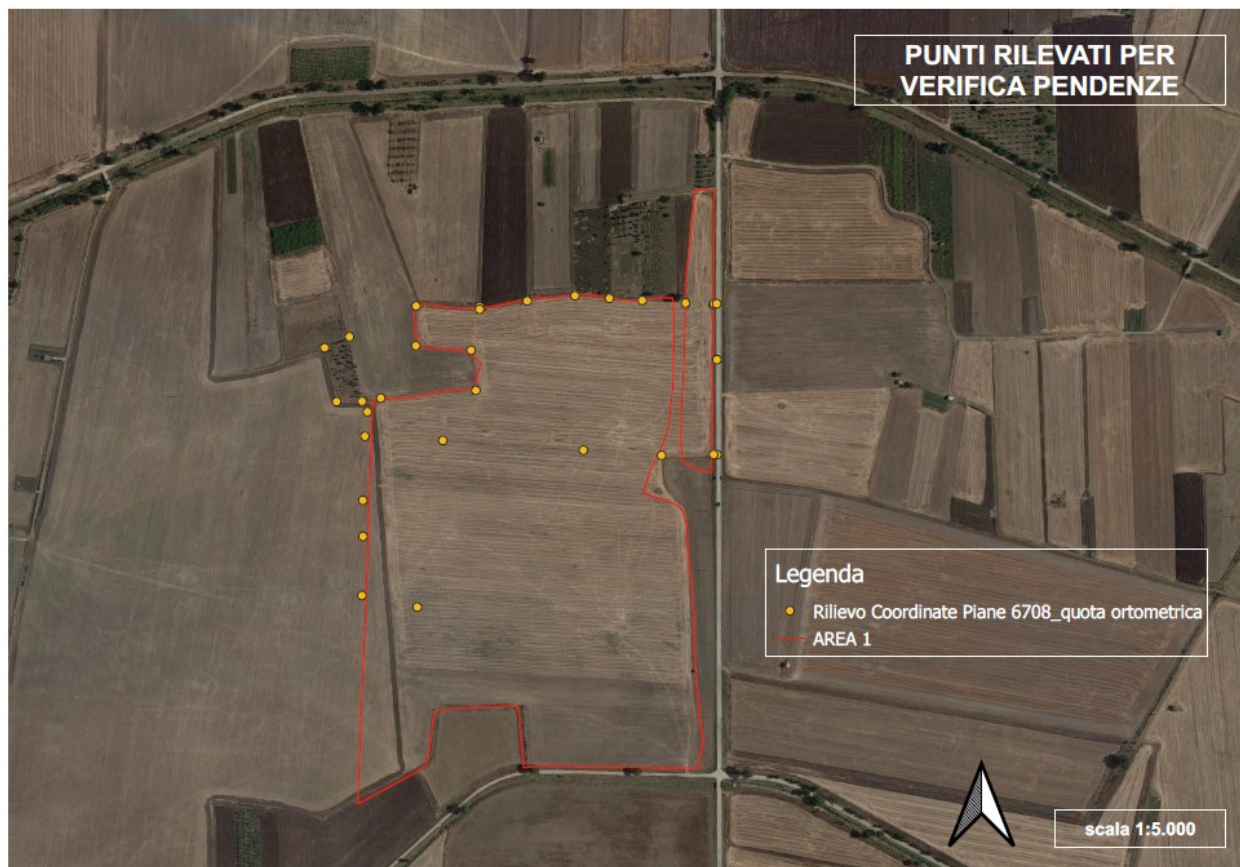 PUNTI RILEVATI PER
VERIFICA PENDENZE
Legenda
Rilievo Coordinate Piane 6708_quota ortometrica
AREA 1
scala 1:5.000